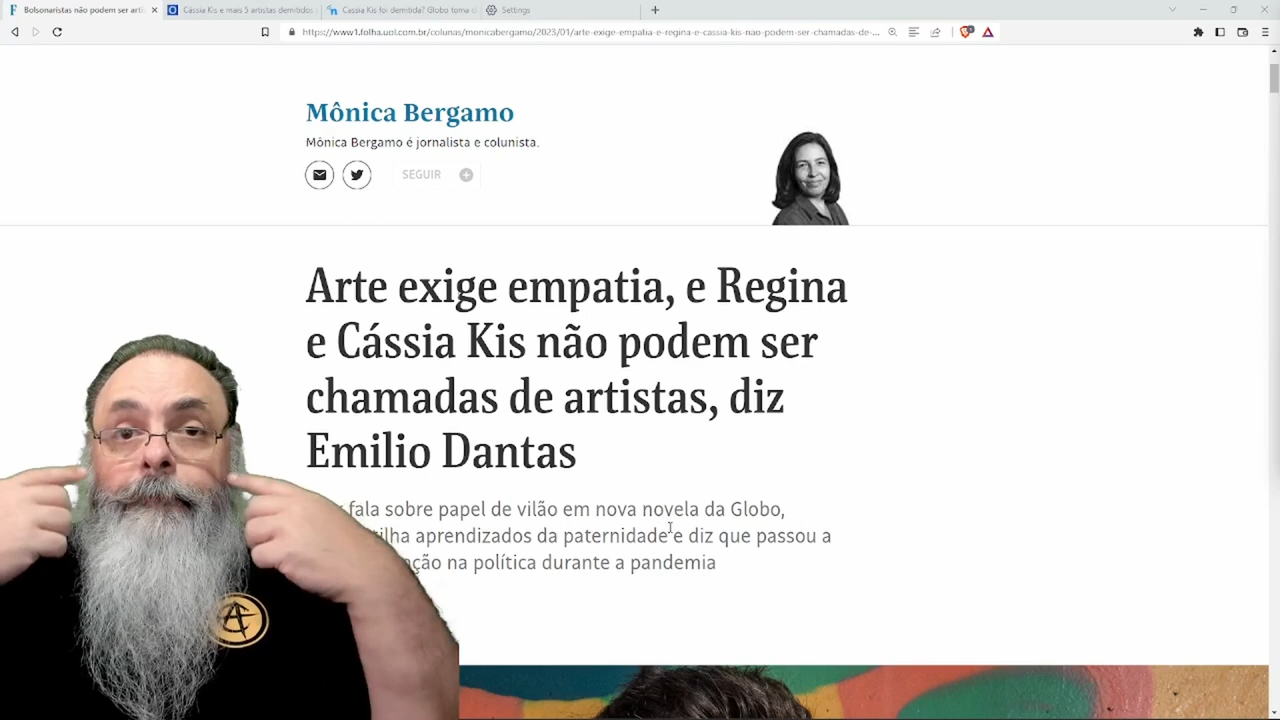 Bolsonaristas não podem ser arti
Cássia Kis e mais 5 artistas demitidos
Cassia Kis foi demitida? Globo toma d
Settings
https://www1.folha.uol.com.br/colunas/monicabergamo/2023/01/arte-exige-empatia-e-regina-e-cassia-kis-nao-podem-ser-chamadas-de-...
Mônica Bergamo
Mônica Bergamo é jornalista e colunista.
SEGUIR
Arte exige empatia, e Regina
e Cássia Kis não podem ser
chamadas de artistas, diz
Emilio Dantas
fala sobre papel de vilão em nova novela da Globo,
tilha aprendizados da paternidade e diz que passou a
ção na política durante a pandemia